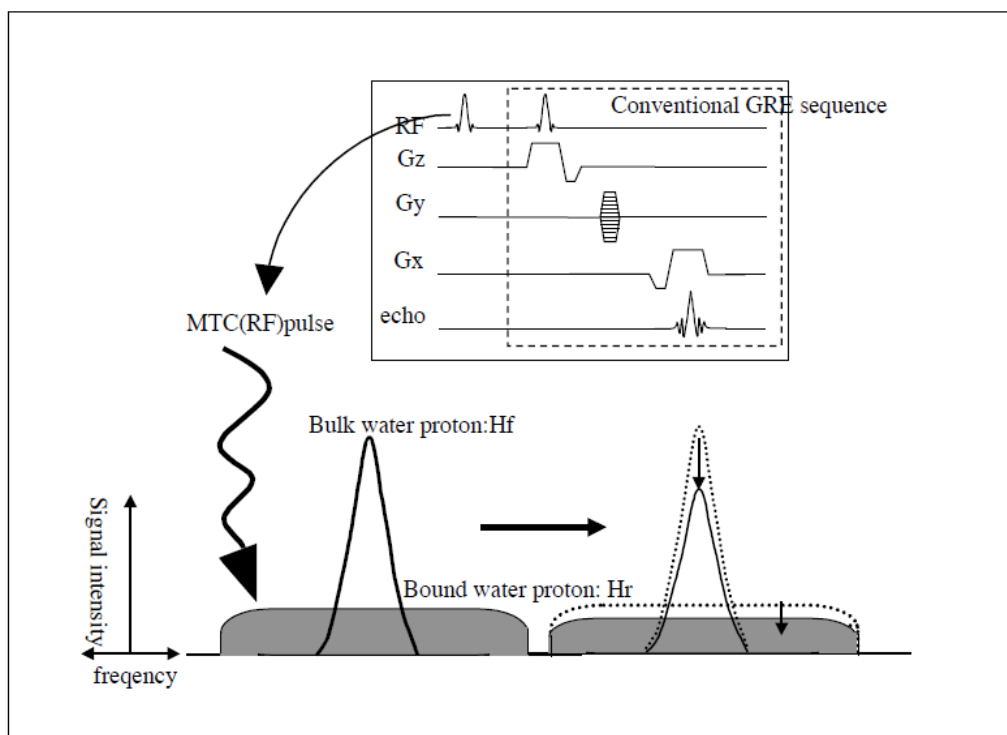 Conventional GRE sequence
RF
Gz
Gy
Gx
echo
MTC(RF)pulse
Bulk water proton:Hf
Signal intensity
Bound water proton: Hr
freqency